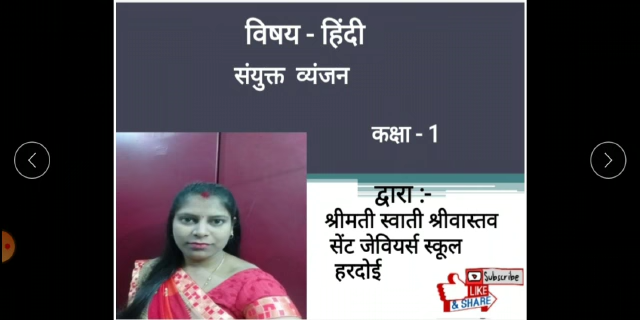 विषय - हिंदी
संयुक्त व्यंजन
कक्षा - 1
द्वारा :-
श्रीमती स्वाती श्रीवास्तव
सेंट जेवियर्स स्कूल
हरदोई
Subscribe
LIKE
& SHARE